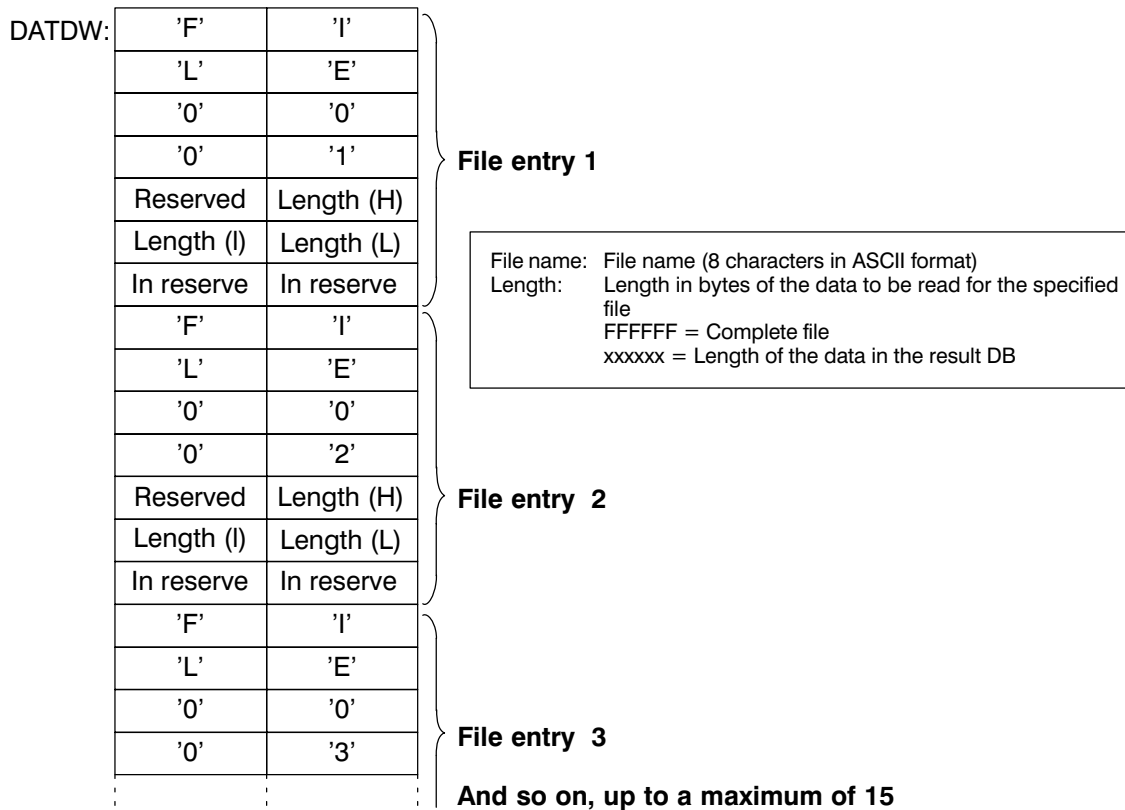 DATDW: ’F’ ’I’
’L’ ’E’
’0’ ’0’
’0’ ’1’
File entry 1
Reserved Length (H)
Length (l) Length (L)
In reserve In reserve
File name: File name (8 characters in ASCII format)
Length: Length in bytes of the data to be read for the specified
file
FFFFFF = Complete file
xxxxxx = Length of the data in the result DB
’F’ ’I’
’L’ ’E’
’0’ ’0’
’0’ ’2’
Reserved Length (H)
File entry 2
Length (l) Length (L)
In reserve In reserve
’F’ ’I’
’L’ ’E’
’0’ ’0’
’0’ ’3’
File entry 3
And so on, up to a maximum of 15